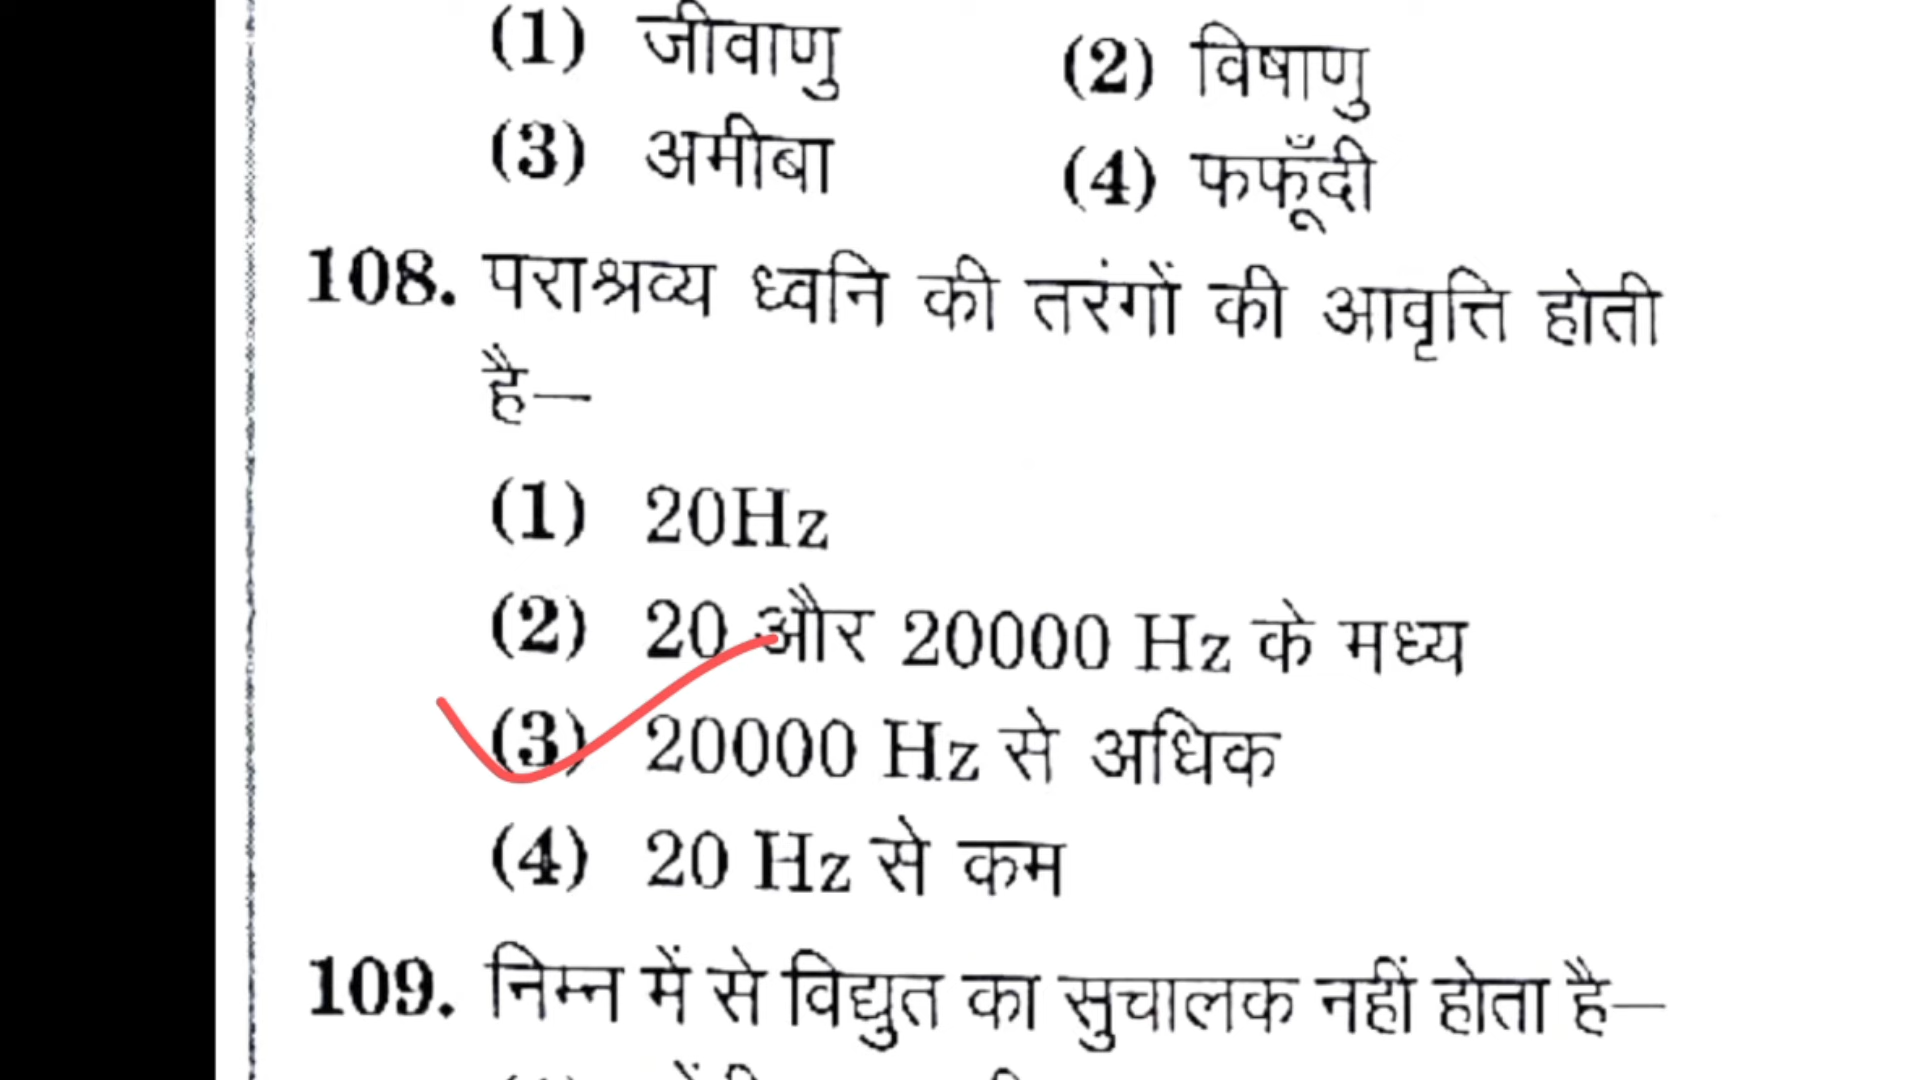 (1) जीवाणु (2) विषाणु
(3) अमीबा (4) फफूँदी
108. पराश्रव्य ध्वनि की तरंगों की आवृत्ति होती
है—
(1) 20Hz
(2) 20 और 20000 Hz के मध्य
(3) 20000 Hz से अधिक
(4) 20 Hz से कम
109. निम्न में से विद्युत का सुचालक नहीं होता है—